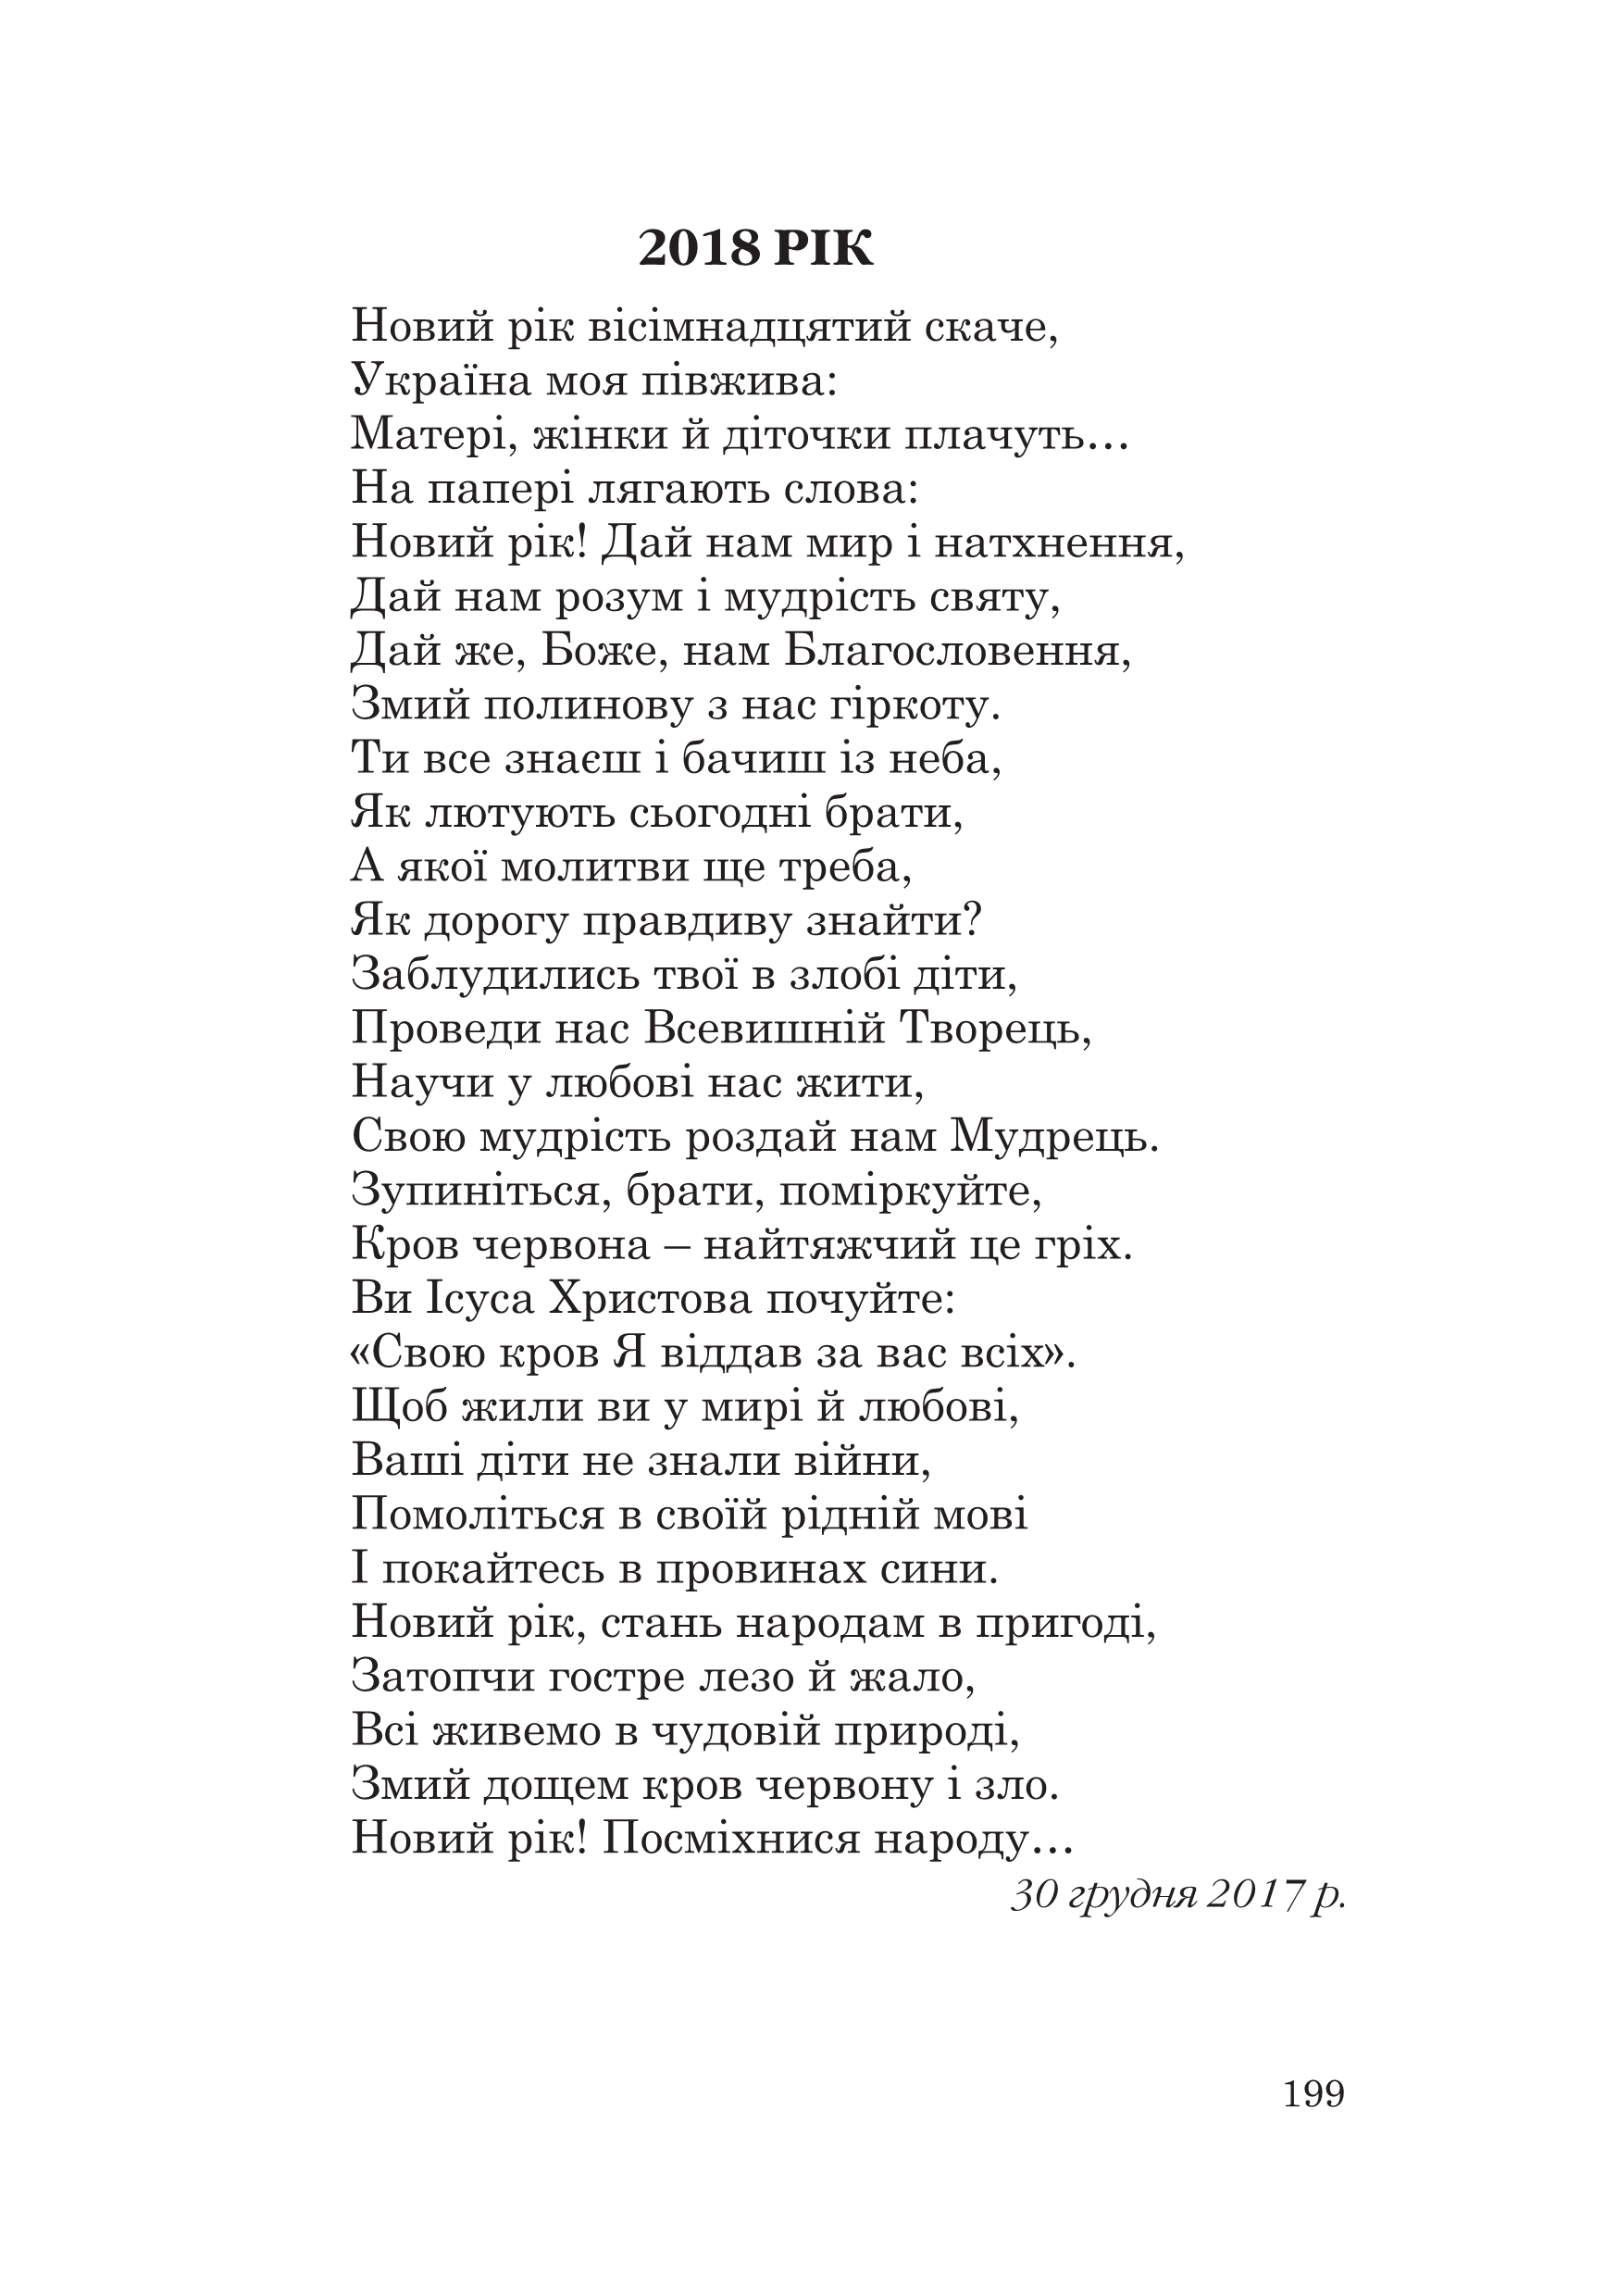 2018 РІК
Новий рік вісімнадцятий скаче,
Україна моя півжива:
Матері, жінки й діточки плачуть…
На папері лягають слова:
Новий рік! Дай нам мир і натхнення,
Дай нам розум і мудрість святу,
Дай же, Боже, нам Благословення,
Змий полинову з нас гіркоту.
Ти все знаєш і бачиш із неба,
Як лютують сьогодні брати,
А якої молитви ще треба,
Як дорогу правдиву знайти?
Заблудились твої в злобі діти,
Проведи нас Всевишній Творець,
Научи у любові нас жити,
Свою мудрість роздай нам Мудрець.
Зупиніться, брати, поміркуйте,
Кров червона – найтяжчий це гріх.
Ви Ісуса Христова почуйте:
«Свою кров Я віддав за вас всіх».
Щоб жили ви у мирі й любові,
Ваші діти не знали війни,
Помоліться в своїй рідній мові
І покайтесь в провинах сини.
Новий рік, стань народам в пригоді,
Затопчи гостре лезо й жало,
Всі живемо в чудовій природі,
Змий дощем кров червону і зло.
Новий рік! Посміхнися народу…
30 грудня 2017 р.
199